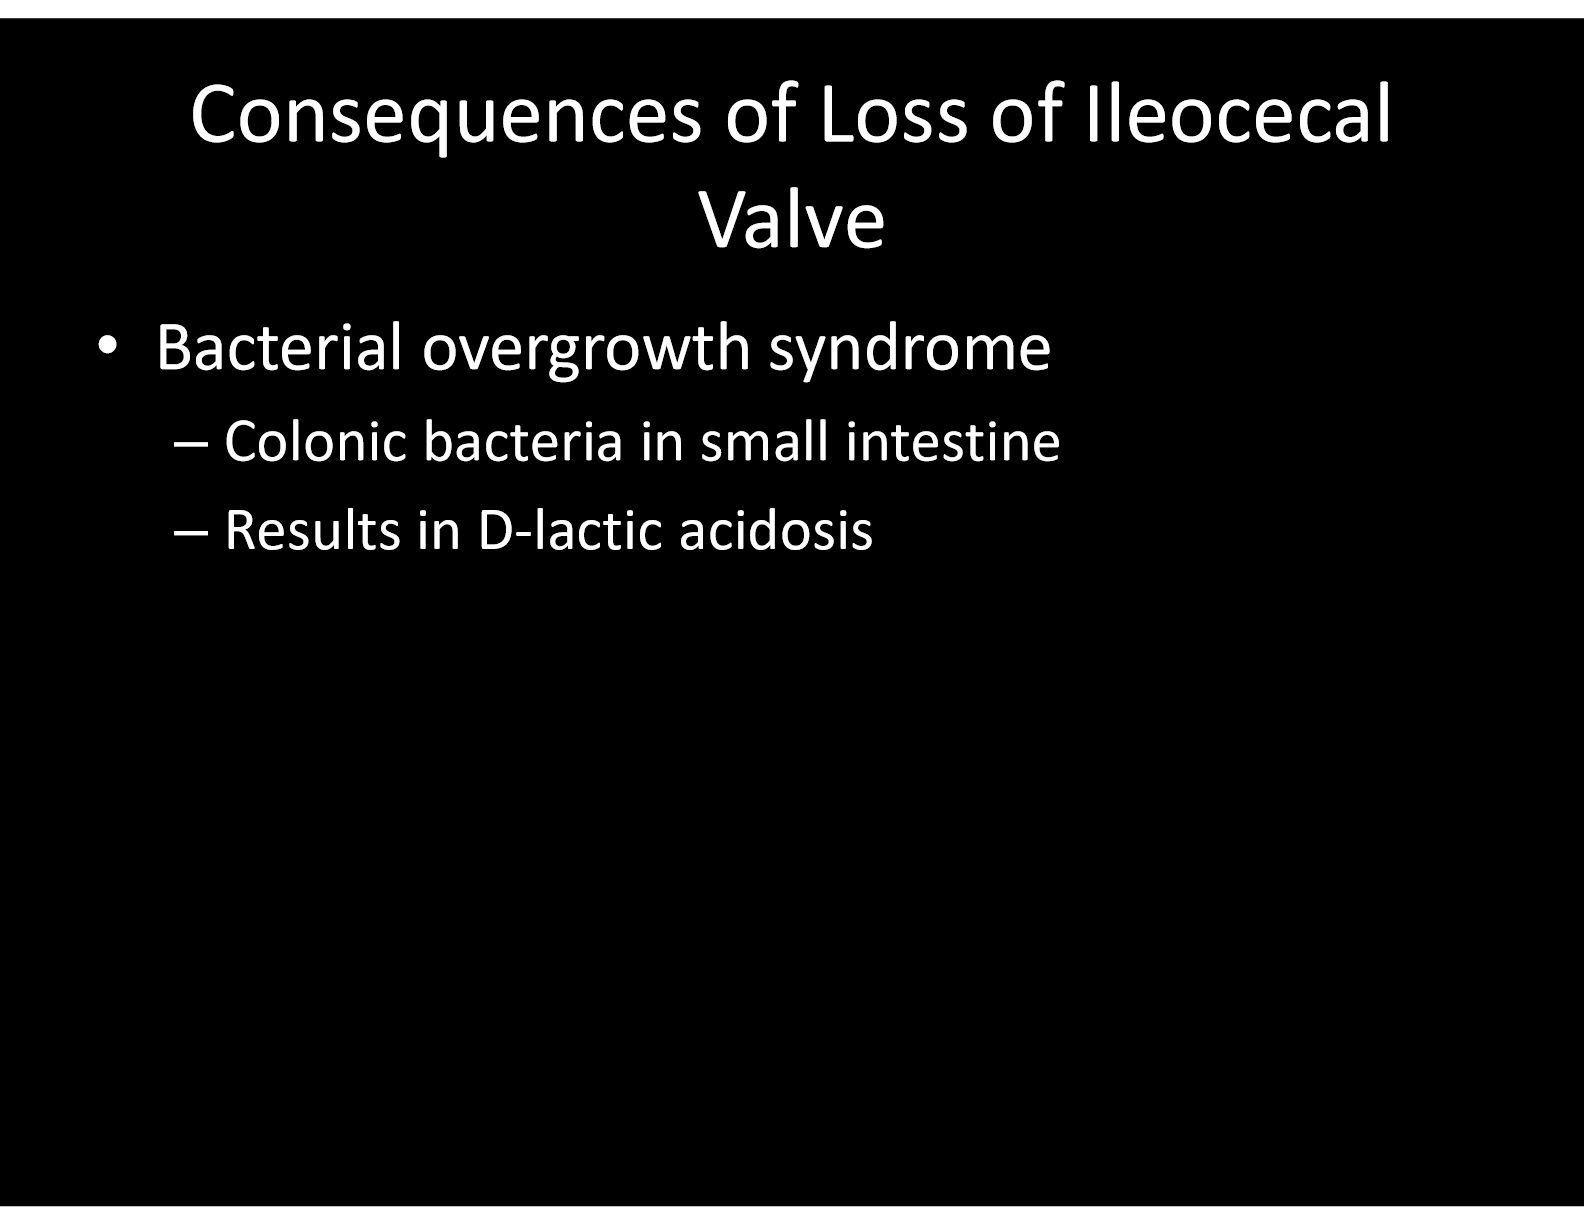 Consequences of Loss of Ileocecal
Valve
• Bacterial overgrowth syndrome
– Colonic bacteria in small intestine
– Results in D-lactic acidosis